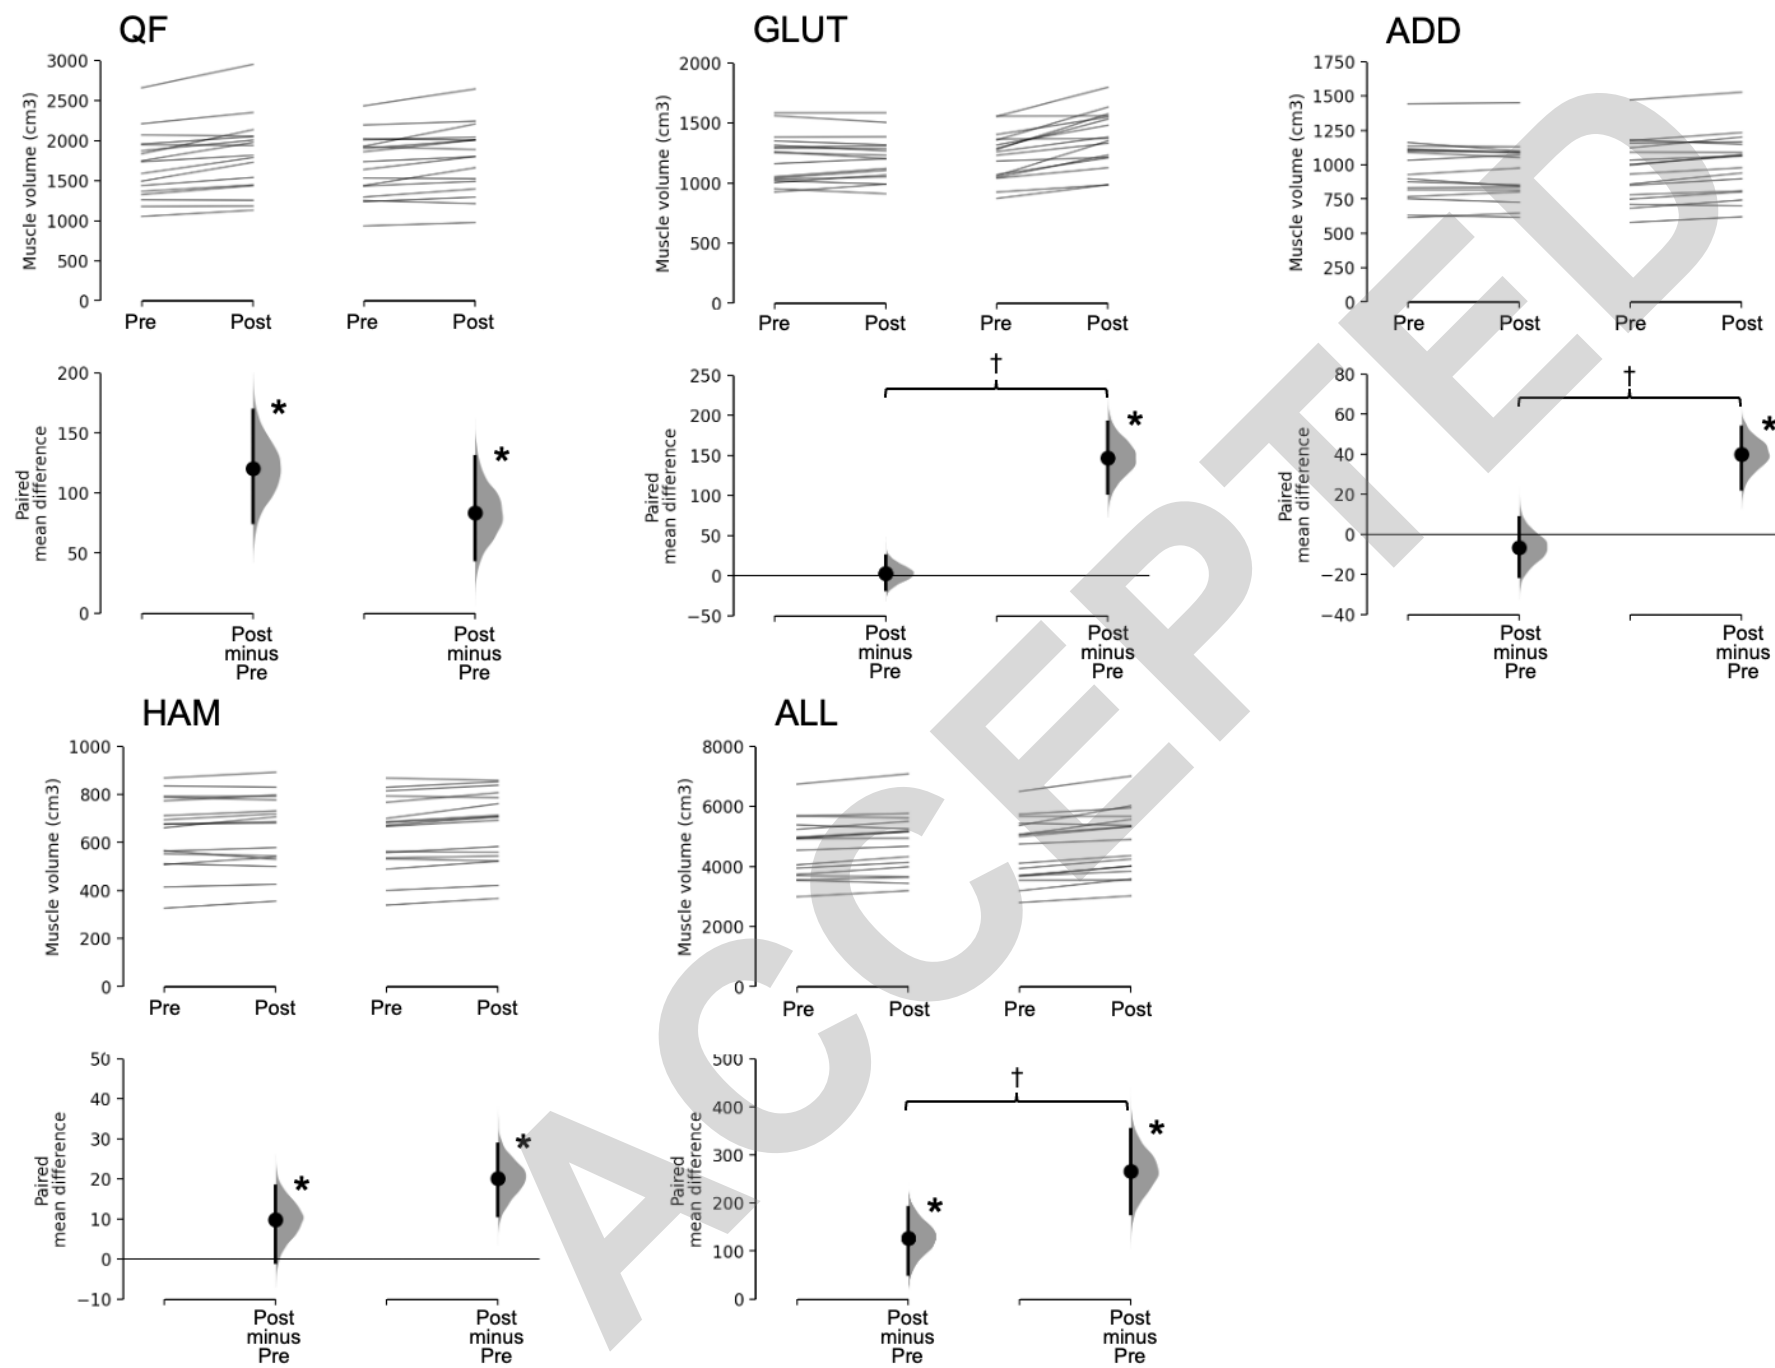 QF
GLUT
ADD
3000
2500
2000
1500
1000
500
0
Muscle volume (cm3)
Pre
Post
Pre
Post
2000
1500
1000
500
0
Muscle volume (cm3)
Pre
Post
Pre
Post
1750
1500
1250
1000
750
500
250
0
Muscle volume (cm3)
Pre
Post
Pre
Post
200
150
100
50
0
Paired
mean difference
*
*
Post
minus
Pre
Post
minus
Pre
250
200
150
100
50
0
−50
Paired
mean difference
†
*
Post
minus
Pre
Post
minus
Pre
80
60
40
20
0
−20
−40
Paired
mean difference
†
*
Post
minus
Pre
Post
minus
Pre
HAM
ALL
1000
800
600
400
200
0
Muscle volume (cm3)
Pre
Post
Pre
Post
8000
6000
4000
2000
0
Muscle volume (cm3)
Pre
Post
Pre
Post
50
40
30
20
10
0
−10
Paired
mean difference
*
*
Post
minus
Pre
Post
minus
Pre
500
400
300
200
100
0
Paired
mean difference
†
*
*
Post
minus
Pre
Post
minus
Pre
ACCEPTED